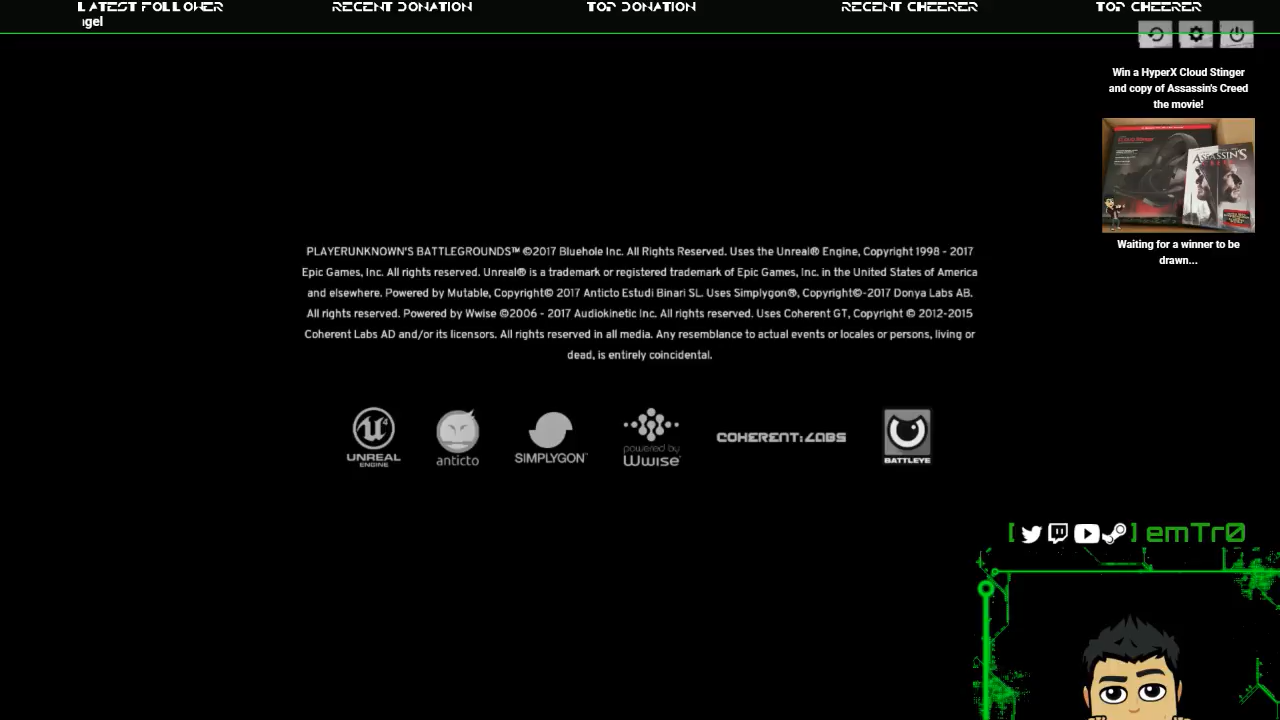 LATEST FOLLOWER RECENT DONATION TOP DONATION RECENT CHEERER TOP CHEERER
gel
Win a HyperX Cloud Stinger
and copy of Assassin's Creed
the movie!
ASSASSIN'S
Waiting for a winner to be
drawn...
PLAYERUNKNOWN'S BATTLEGROUNDS™ ©2017 Bluehole Inc. All Rights Reserved. Uses the Unreal® Engine, Copyright 1998 - 2017
Epic Games, Inc. All rights reserved. Unreal® is a trademark or registered trademark of Epic Games, Inc. in the United States of America
and elsewhere. Powered by Mutable, Copyright© 2017 Anticto Estudi Binari SL. Uses Simplygon®, Copyright©-2017 Donya Labs AB.
All rights reserved. Powered by Wwise ©2006 - 2017 Audiokinetic Inc. All rights reserved. Uses Coherent GT, Copyright © 2012-2015
Coherent Labs AD and/or its licensors. All rights reserved in all media. Any resemblance to actual events or locales or persons, living or
dead, is entirely coincidental.
UNREAL
ENGINE
anticto
SIMPLYGON™
powered by
Wwise™
COHERENT:LABS
BATTLEYE
[ ] emTr0